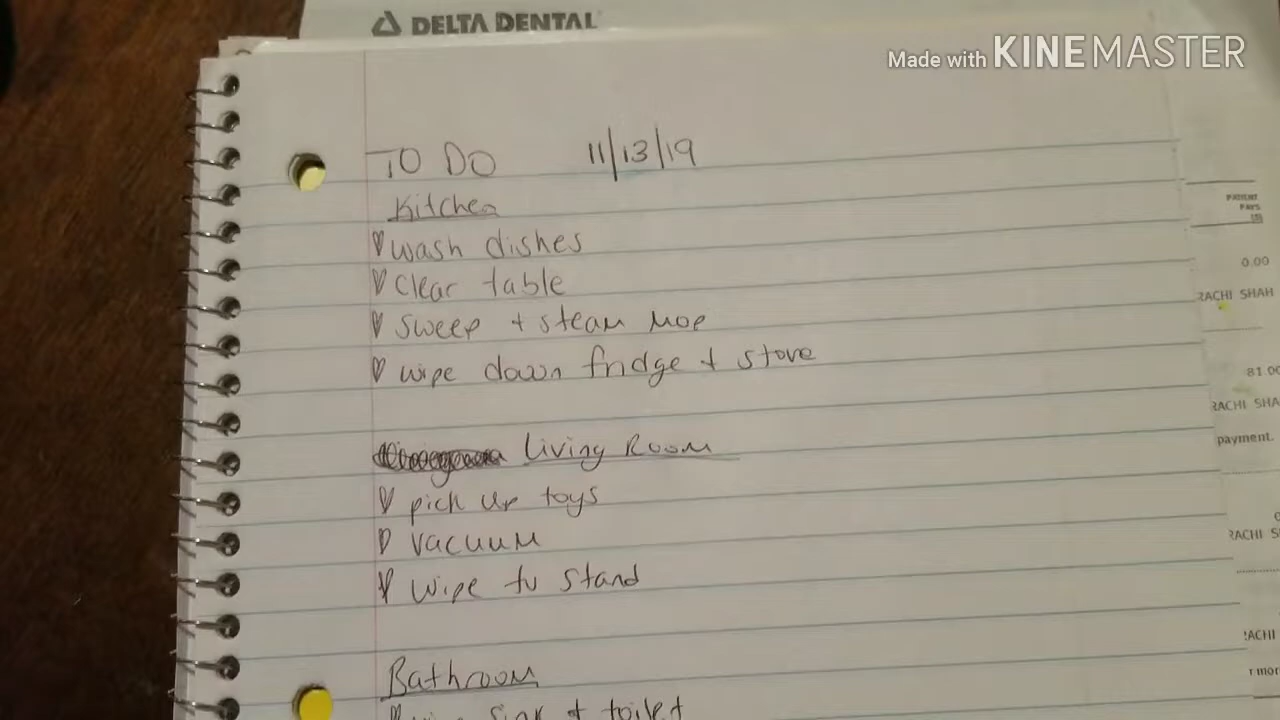 DELTA DENTAL
Made with KINEMASTER
TO DO 11/13/19
Kitchen
wash dishes
Clear table
sweep + steam mop
wipe down fridge + stove
Living Room
pick up toys
vacuum
wipe tv stand
Bathroom
sink + toilet
PATIENT
PAYS
0.00
RACHI SHAH
81.00
RACHI SHA
payment.
RACHI S
RACHI